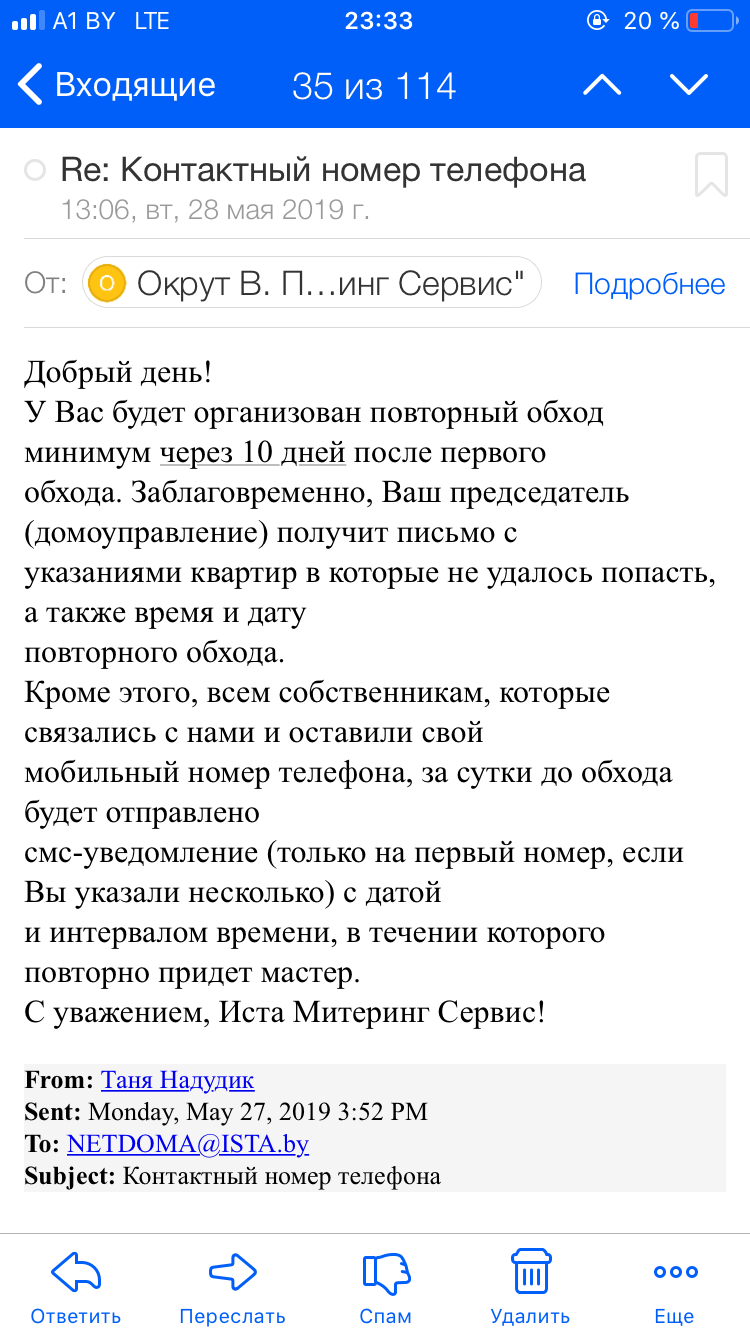 A1 BY LTE 23:33 20 %
Входящие 35 из 114
Re: Контактный номер телефона
13:06, вт, 28 мая 2019 г.
От: О Округ В. П...инг Сервис" Подробнее
Добрый день!
У Вас будет организован повторный обход
минимум через 10 дней после первого
обхода. Заблаговременно, Ваш председатель
(домоуправление) получит письмо с
указаниями квартир в которые не удалось попасть,
а также время и дату
повторного обхода.
Кроме этого, всем собственникам, которые
связались с нами и оставили свой
мобильный номер телефона, за сутки до обхода
будет отправлено
смс-уведомление (только на первый номер, если
Вы указали несколько) с датой
и интервалом времени, в течении которого
повторно придет мастер.
С уважением, Иста Митеринг Сервис!
From: Таня Надудик
Sent: Monday, May 27, 2019 3:52 PM
To: NETDOMA@ISTA.by
Subject: Контактный номер телефона
Ответить Переслать Спам Удалить Еще